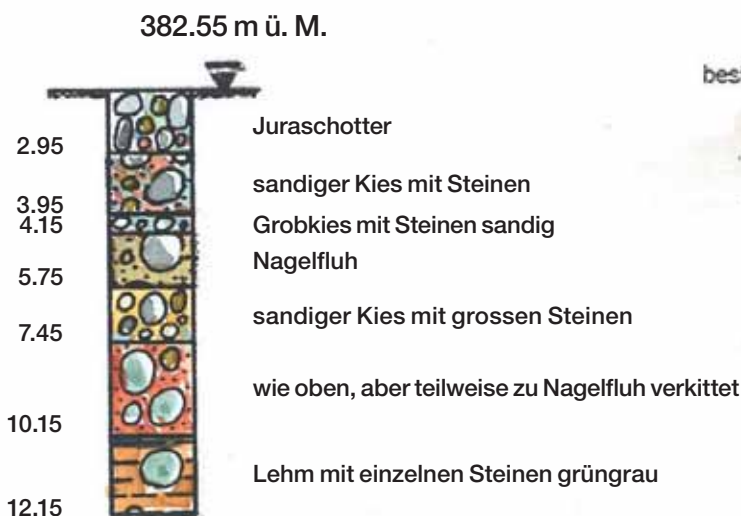 382.55 m ü. M.
bes
Juraschotter
2.95
sandiger Kies mit Steinen
3.95
4.15 Grobkies mit Steinen sandig
Nagelfluh
5.75
sandiger Kies mit grossen Steinen
7.45
wie oben, aber teilweise zu Nagelfluh verkittet
10.15
Lehm mit einzelnen Steinen grüngrau
12.15